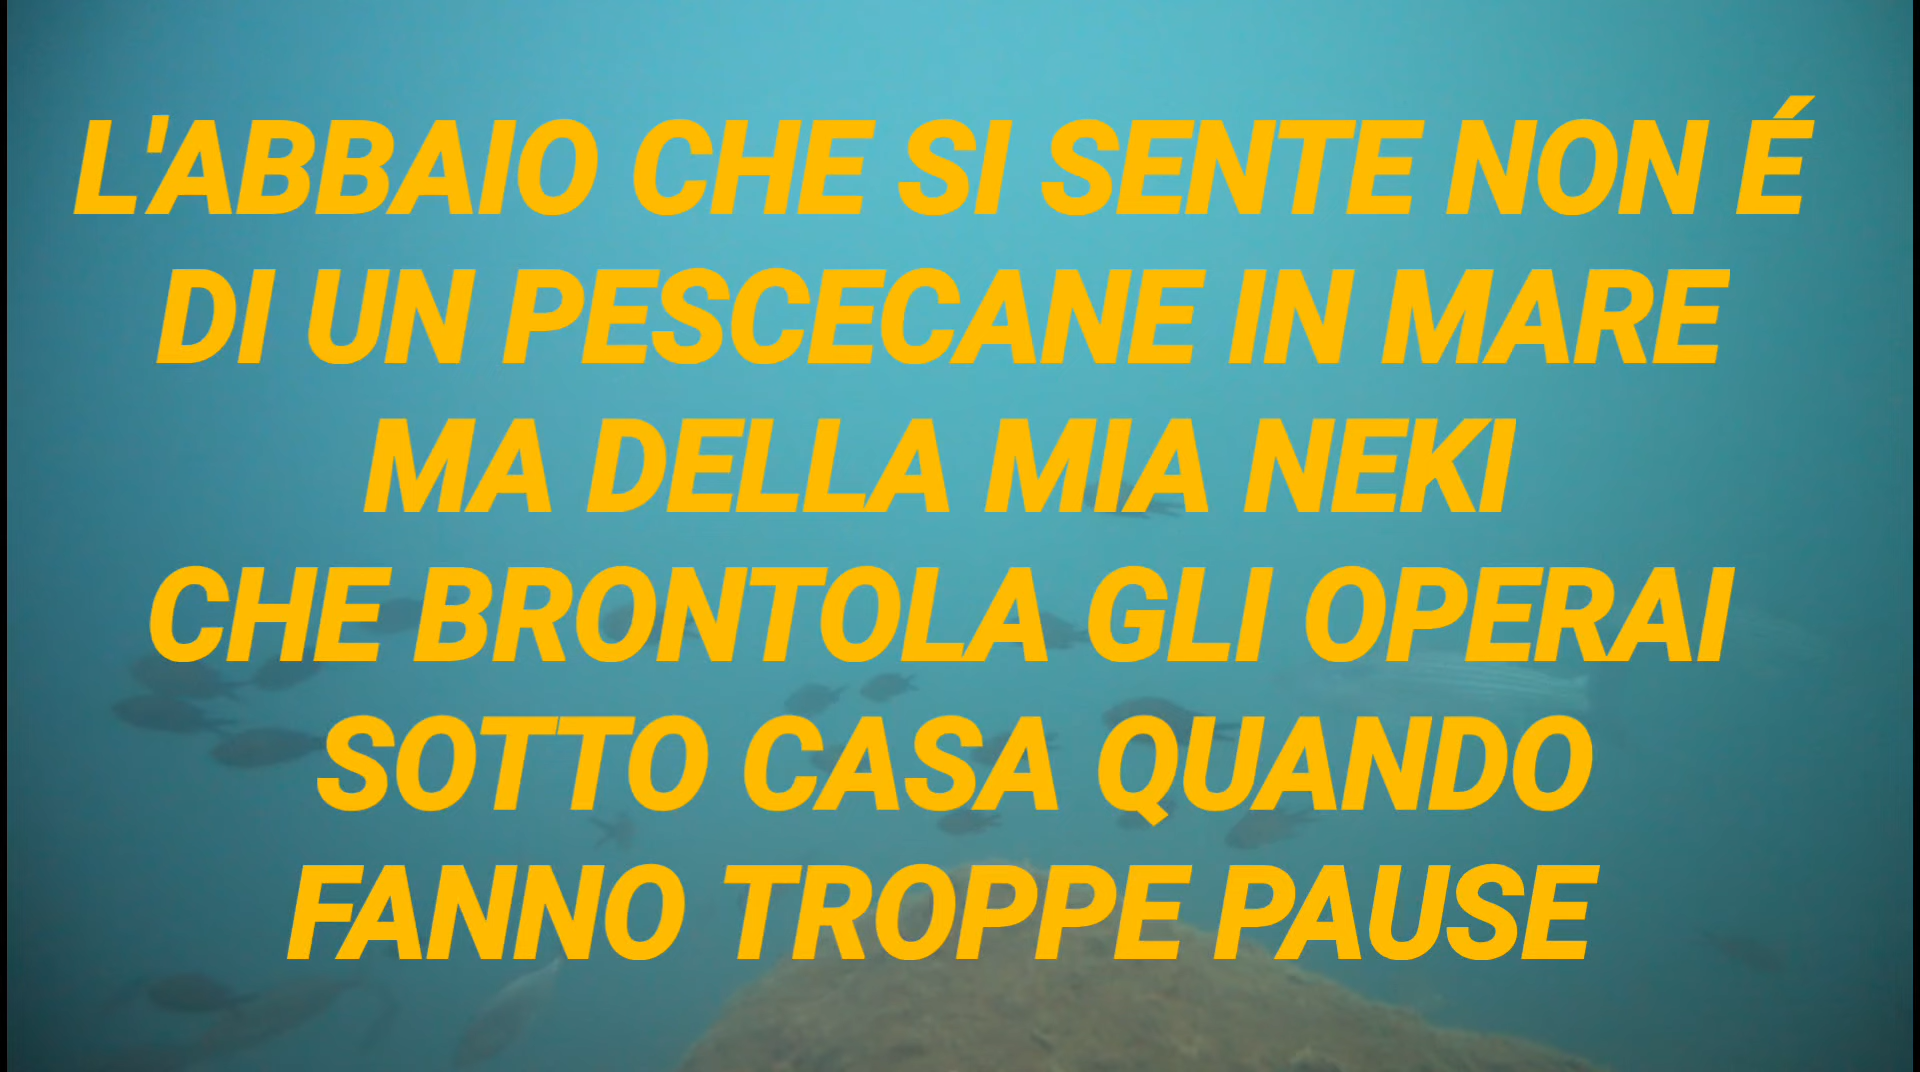 L'ABBAIO CHE SI SENTE NON É
DI UN PESCECANE IN MARE
MA DELLA MIA NEKI
CHE BRONTOLA GLI OPERAI
SOTTO CASA QUANDO
FANNO TROPPE PAUSE